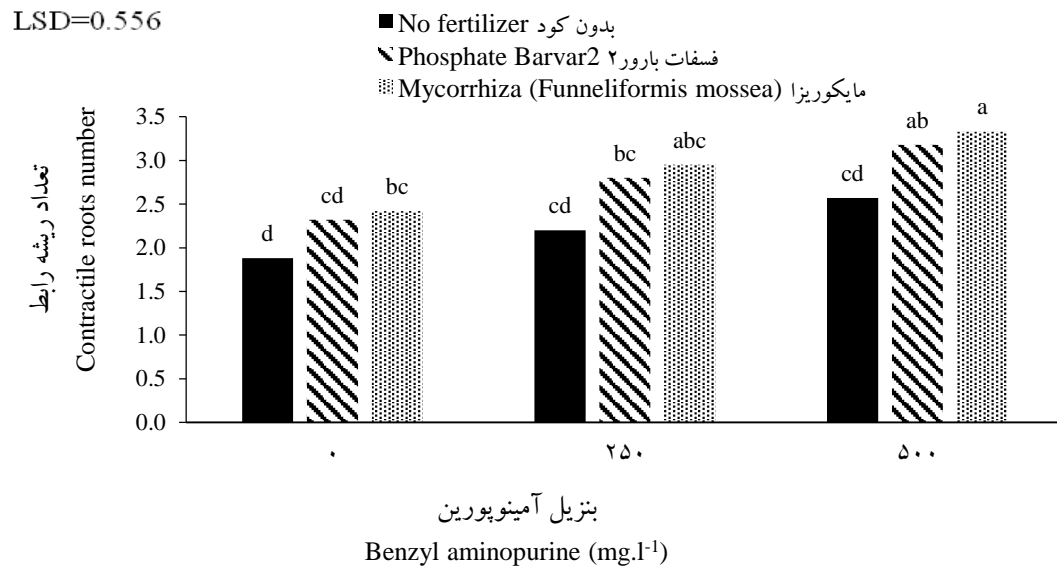 LSD=0.556
No fertilizer بدون کود
Phosphate Barvar2 فسفات بارور۲
Mycorrhiza (Funneliformis mossea) مایکوریزا
تعداد ریشه رابط
Contractile roots number
3.5
3.0
2.5
2.0
1.5
1.0
0.5
0.0
d
cd
bc
cd
bc
abc
cd
ab
a
۰
۲۵۰
۵۰۰
بنزیل آمینوپورین
Benzyl aminopurine (mg.l⁻¹)